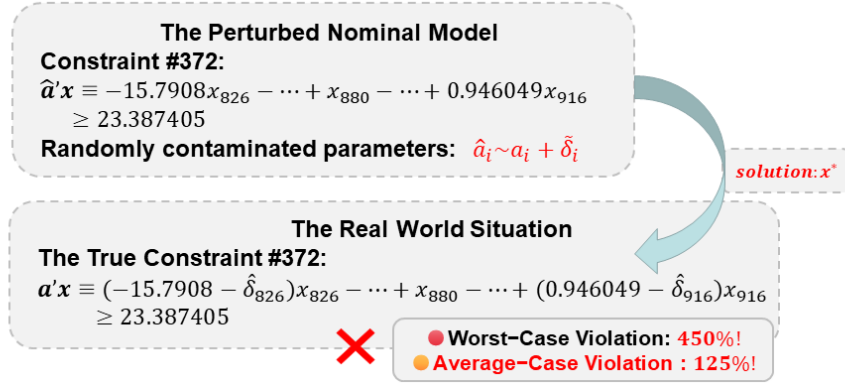 The Perturbed Nominal Model
Constraint #372:
â'x ≡ −15.7908x₈₂₆ − ⋯ + x₈₈₀ − ⋯ + 0.946049x₉₁₆
≥ 23.387405
Randomly contaminated parameters: âᵢ~aᵢ + δ̃ᵢ
solution: x*
The Real World Situation
The True Constraint #372:
a'x ≡ (−15.7908 − δ̂₈₂₆)x₈₂₆ − ⋯ + x₈₈₀ − ⋯ + (0.946049 − δ̂₉₁₆)x₉₁₆
≥ 23.387405
Worst−Case Violation: 450%!
Average−Case Violation : 125%!